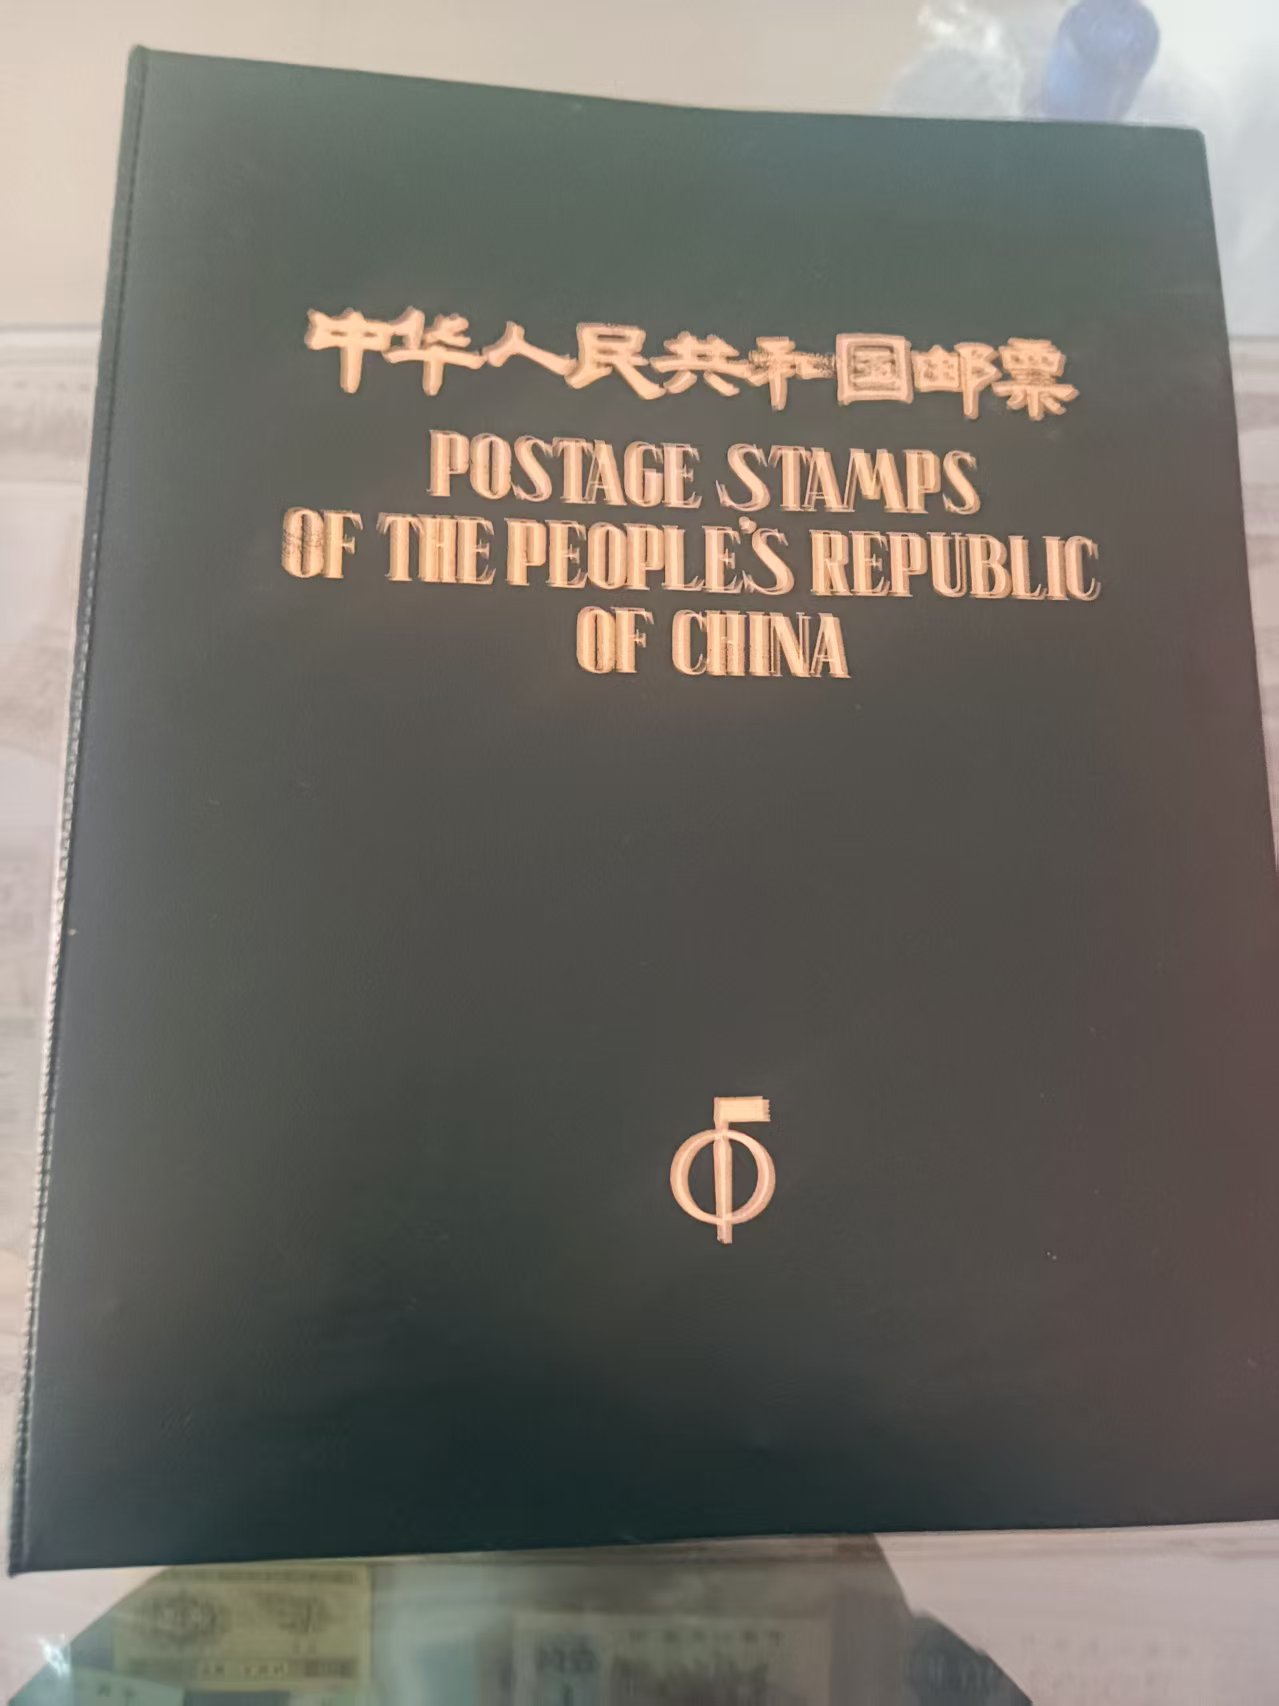 中华人民共和国邮票
POSTAGE STAMPS
OF THE PEOPLE'S REPUBLIC
OF CHINA